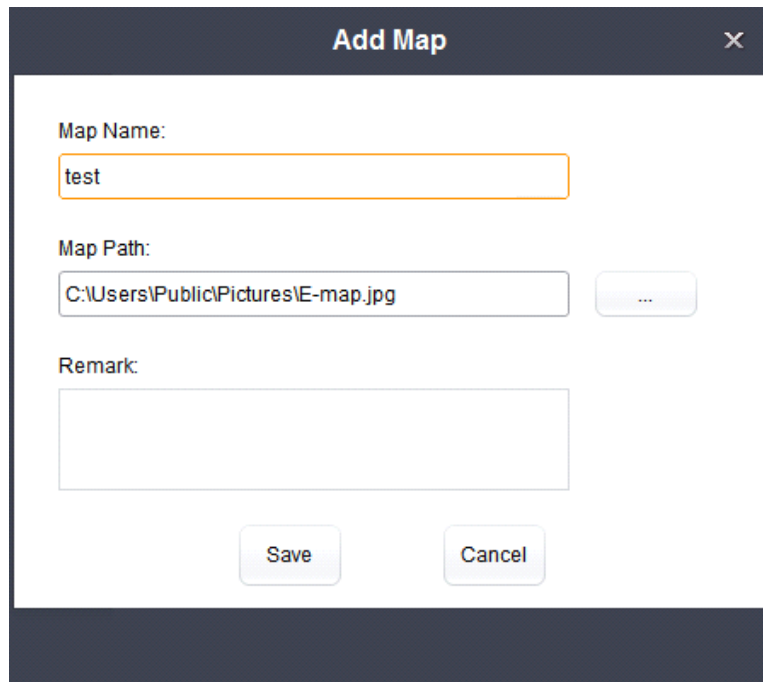 Add Map
Map Name:
test
Map Path:
C:\Users\Public\Pictures\E-map.jpg
...
Remark:
Save
Cancel